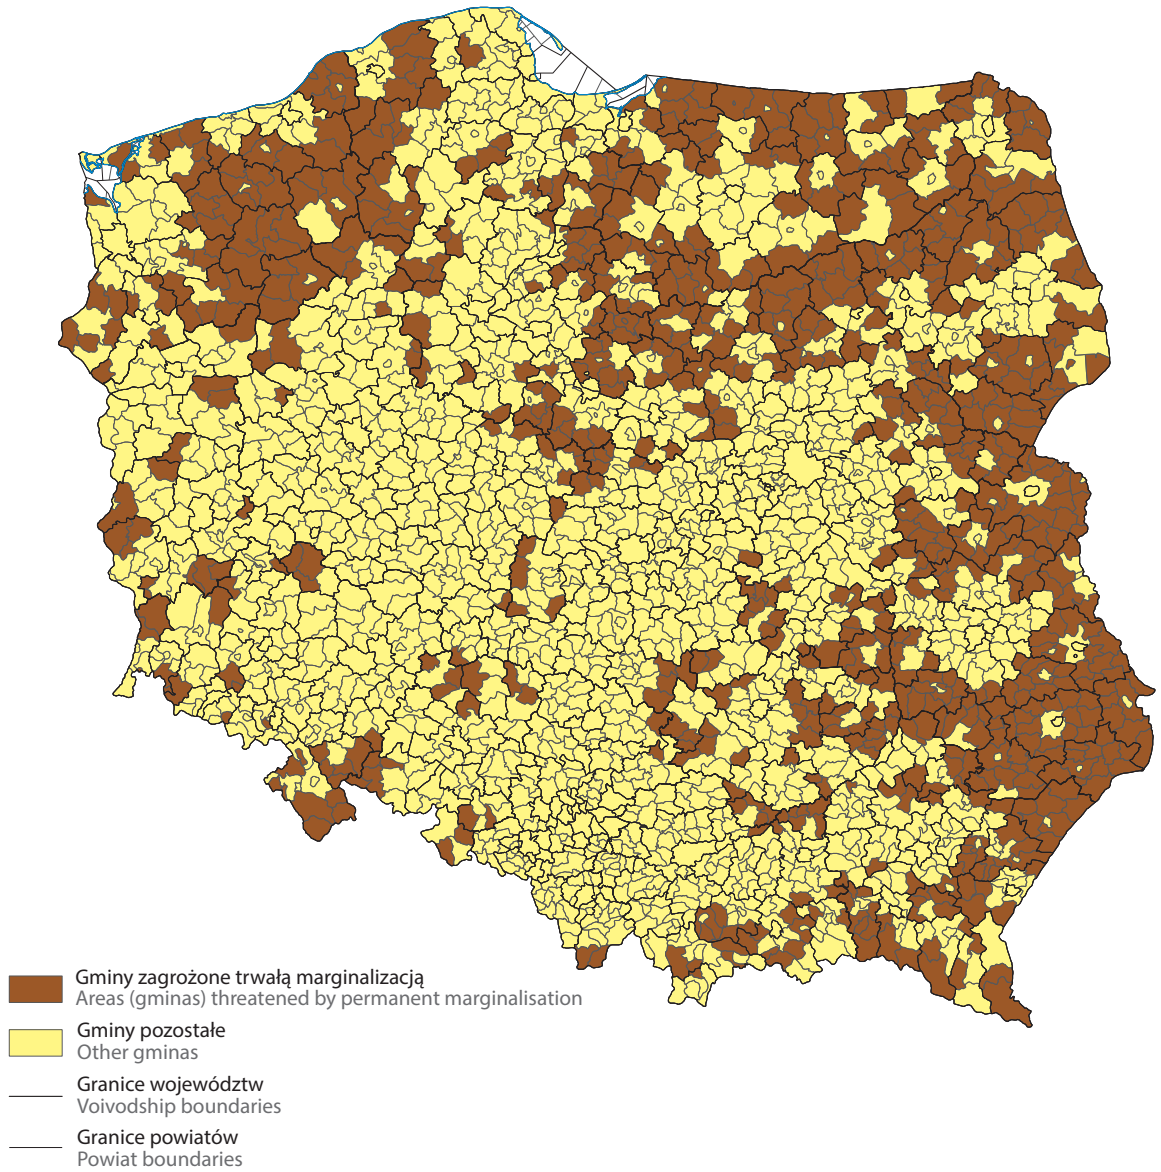 Gminy zagrożone trwałą marginalizacją
Areas (gminas) threatened by permanent marginalisation
Gminy pozostałe
Other gminas
Granice województw
Voivodship boundaries
Granice powiatów
Powiat boundaries